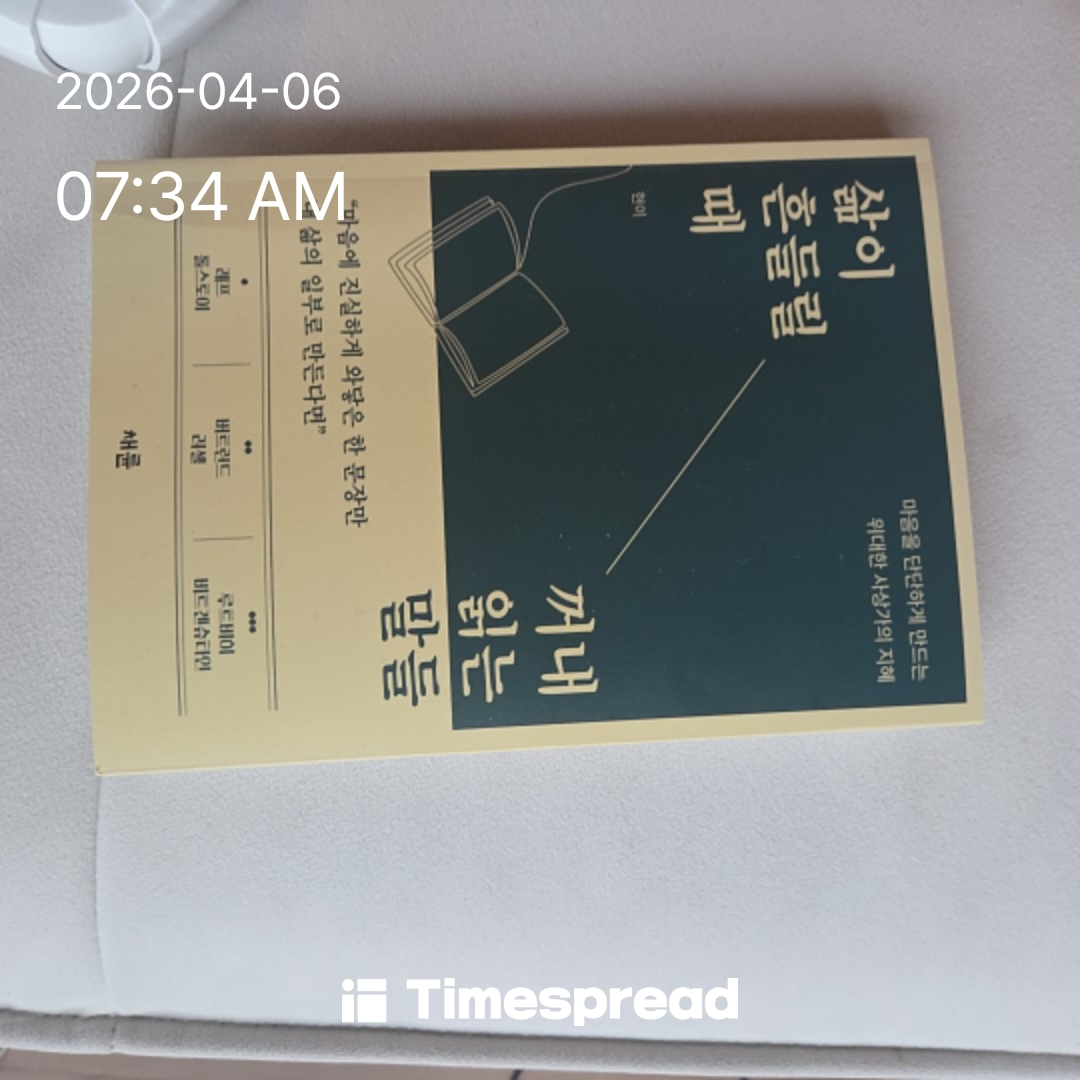 2026-04-06
07:34 AM
마음을 단단하게 만드는
위대한 사상가의 지혜
삶이
흔들릴
때
현이
꺼내
읽는
말들
"마음에 진실하게 와닿은 한 문장만
내 삶의 일부로 만든다면"
레프
톨스토이
버트런드
러셀
루트비히
비트겐슈타인
채륜
Timespread